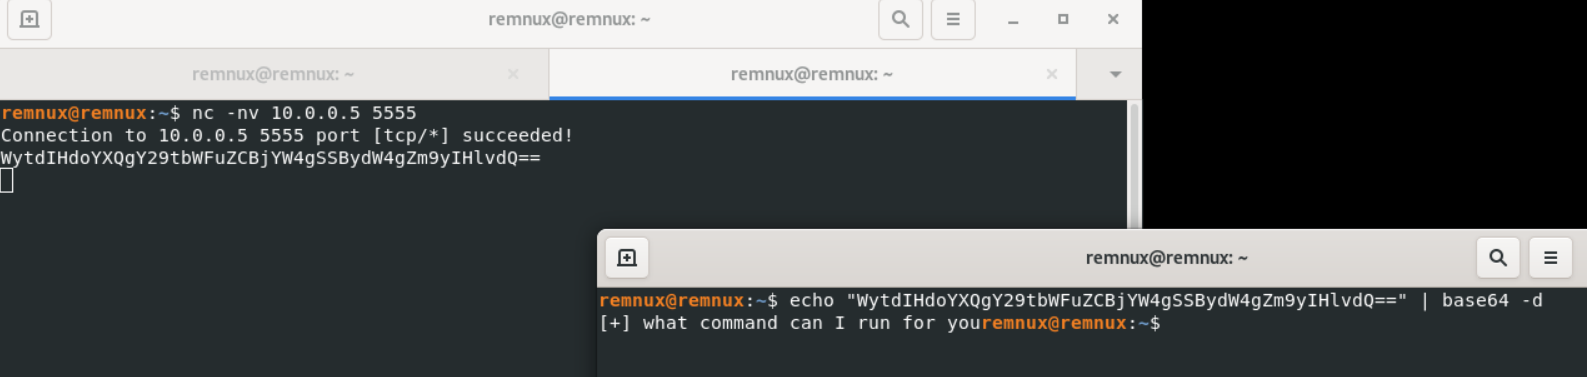 remnux@remnux: ~
remnux@remnux: ~
remnux@remnux: ~
remnux@remnux:~$ nc -nv 10.0.0.5 5555
Connection to 10.0.0.5 5555 port [tcp/*] succeeded!
WytdIHdoYXQgY29tbWFuZCBjYW4gSSBydW4gZm9yIHlvdQ==
remnux@remnux: ~
remnux@remnux:~$ echo "WytdIHdoYXQgY29tbWFuZCBjYW4gSSBydW4gZm9yIHlvdQ==" | base64 -d
[+] what command can I run for youremnux@remnux:~$